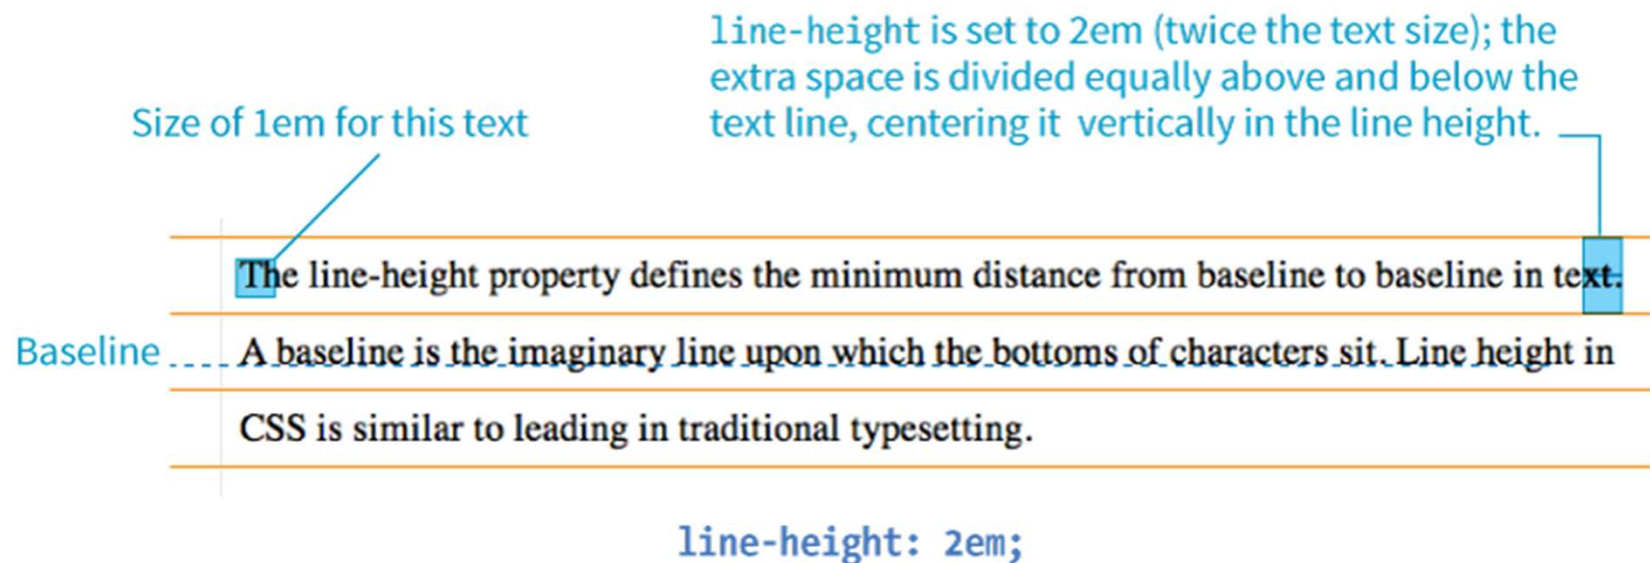 line-height is set to 2em (twice the text size); the
extra space is divided equally above and below the
text line, centering it vertically in the line height.
Size of 1em for this text
The line-height property defines the minimum distance from baseline to baseline in text.
Baseline
A baseline is the imaginary line upon which the bottoms of characters sit. Line height in
CSS is similar to leading in traditional typesetting.
line-height: 2em;